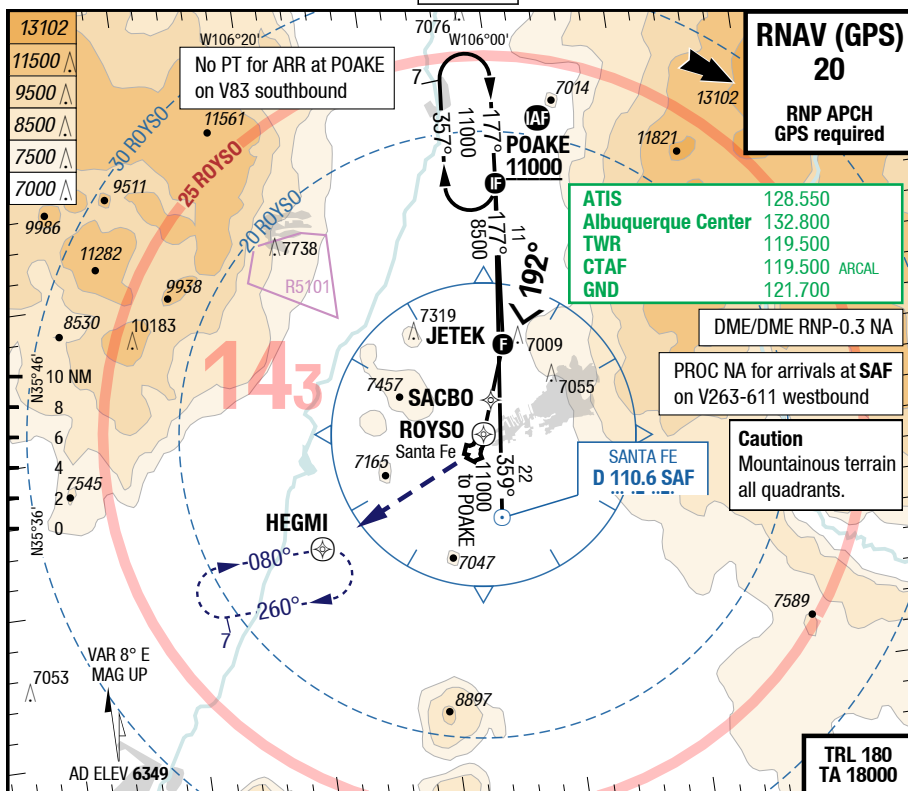 13102
11500
9500
8500
7500
7000
No PT for ARR at POAKE
on V83 southbound
W106°20'
7076
W106°00'
RNAV (GPS)
20
RNP APCH
GPS required
13102
7
357°
11000
177°
7014
IAF
POAKE
11000
IF
11561
30 ROYSO
25 ROYSO
20 ROYSO
9511
9986
11282
9938
8530
10183
7738
R5101
11821
ATIS 128.550
Albuquerque Center 132.800
TWR 119.500
CTAF 119.500 ARCAL
GND 121.700
177°
8500
11
192°
7319
JETEK
F
7009
7055
DME/DME RNP-0.3 NA
PROC NA for arrivals at SAF
on V263-611 westbound
Caution
Mountainous terrain
all quadrants.
N35°46'
10 NM
8
6
4
2
0
N35°36'
143
7457
SACBO
ROYSO
Santa Fe
7165
7545
359°
22
11000
to POAKE
SANTA FE
D 110.6 SAF
HEGMI
080°
260°
7
7047
7589
VAR 8° E
MAG UP
7053
8897
AD ELEV 6349
TRL 180
TA 18000